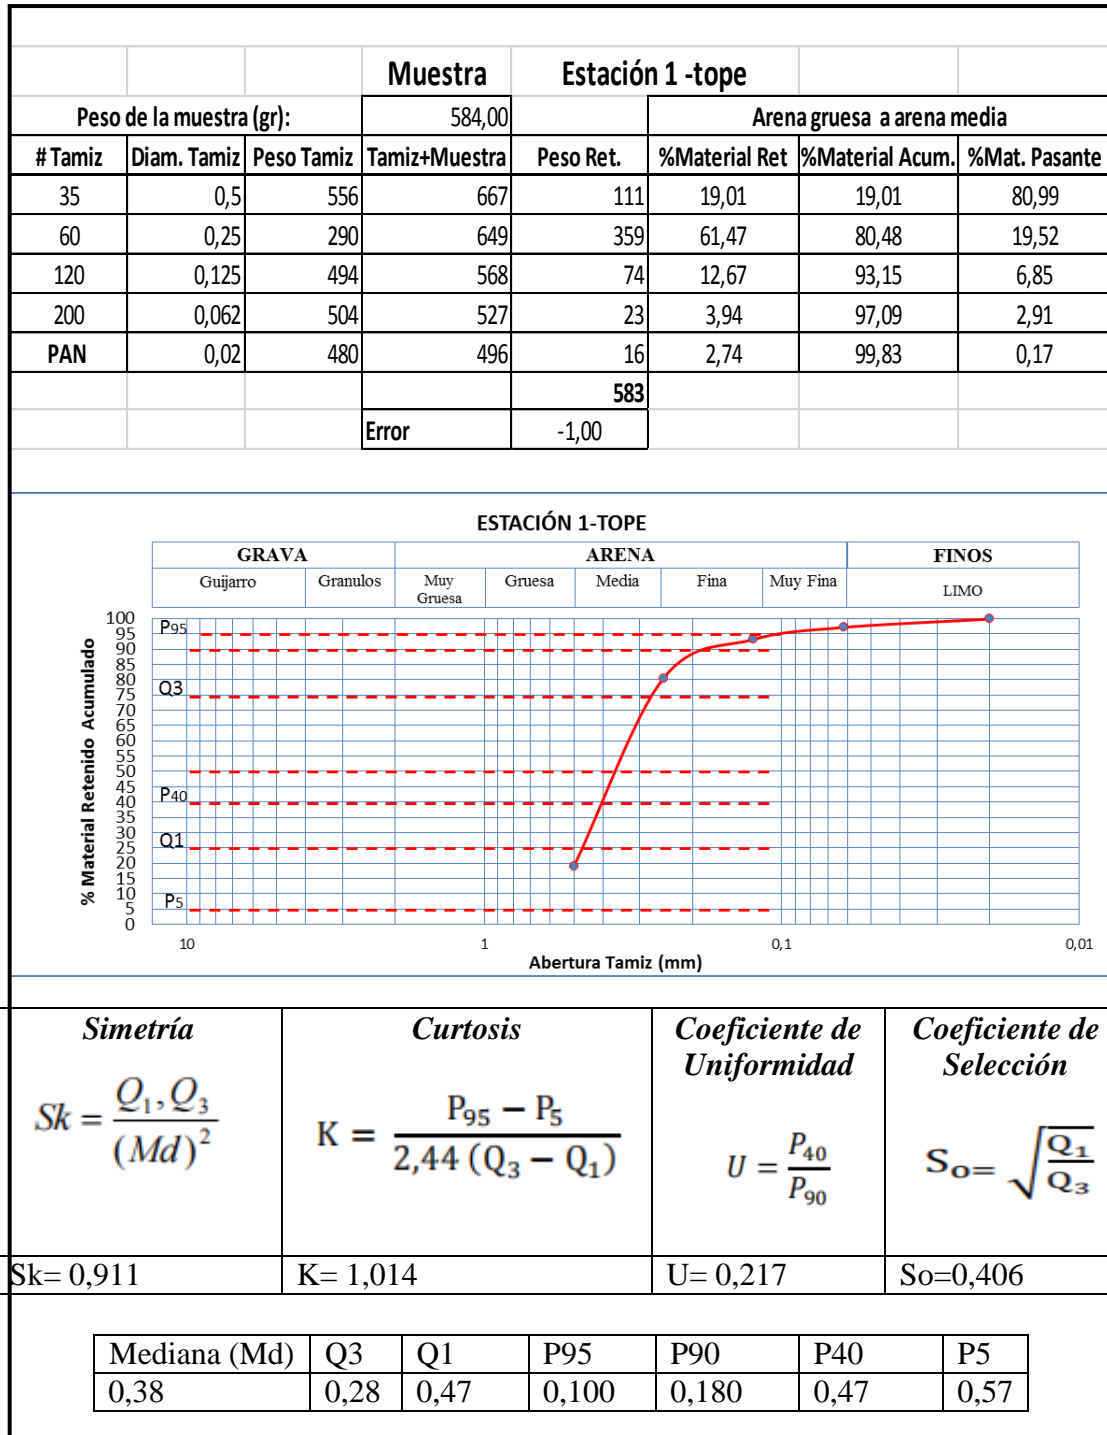 Muestra Estación 1 -tope
Peso de la muestra (gr): 584,00 Arena gruesa a arena media
# Tamiz Diam. Tamiz Peso Tamiz Tamiz+Muestra Peso Ret. %Material Ret %Material Acum. %Mat. Pasante
35 0,5 556 667 111 19,01 19,01 80,99
60 0,25 290 649 359 61,47 80,48 19,52
120 0,125 494 568 74 12,67 93,15 6,85
200 0,062 504 527 23 3,94 97,09 2,91
PAN 0,02 480 496 16 2,74 99,83 0,17
583
Error -1,00
ESTACIÓN 1-TOPE
GRAVA ARENA FINOS
Guijarro Granulos Muy Gruesa Gruesa Media Fina Muy Fina LIMO
% Material Retenido Acumulado
100
95 P95
90
85
80
75 Q3
70
65
60
55
50
45
40 P40
35
30
25 Q1
20
15
10
5 P5
0
10 1 0,1 0,01
Abertura Tamiz (mm)
Simetría Curtosis Coeficiente de Uniformidad Coeficiente de Selección
Sk = Q1, Q3 / (Md)² K = P95 − P5 / 2,44 (Q3 − Q1) U = P40 / P90 So= √Q1 / Q3
Sk= 0,911 K= 1,014 U= 0,217 So=0,406
Mediana (Md) Q3 Q1 P95 P90 P40 P5
0,38 0,28 0,47 0,100 0,180 0,47 0,57